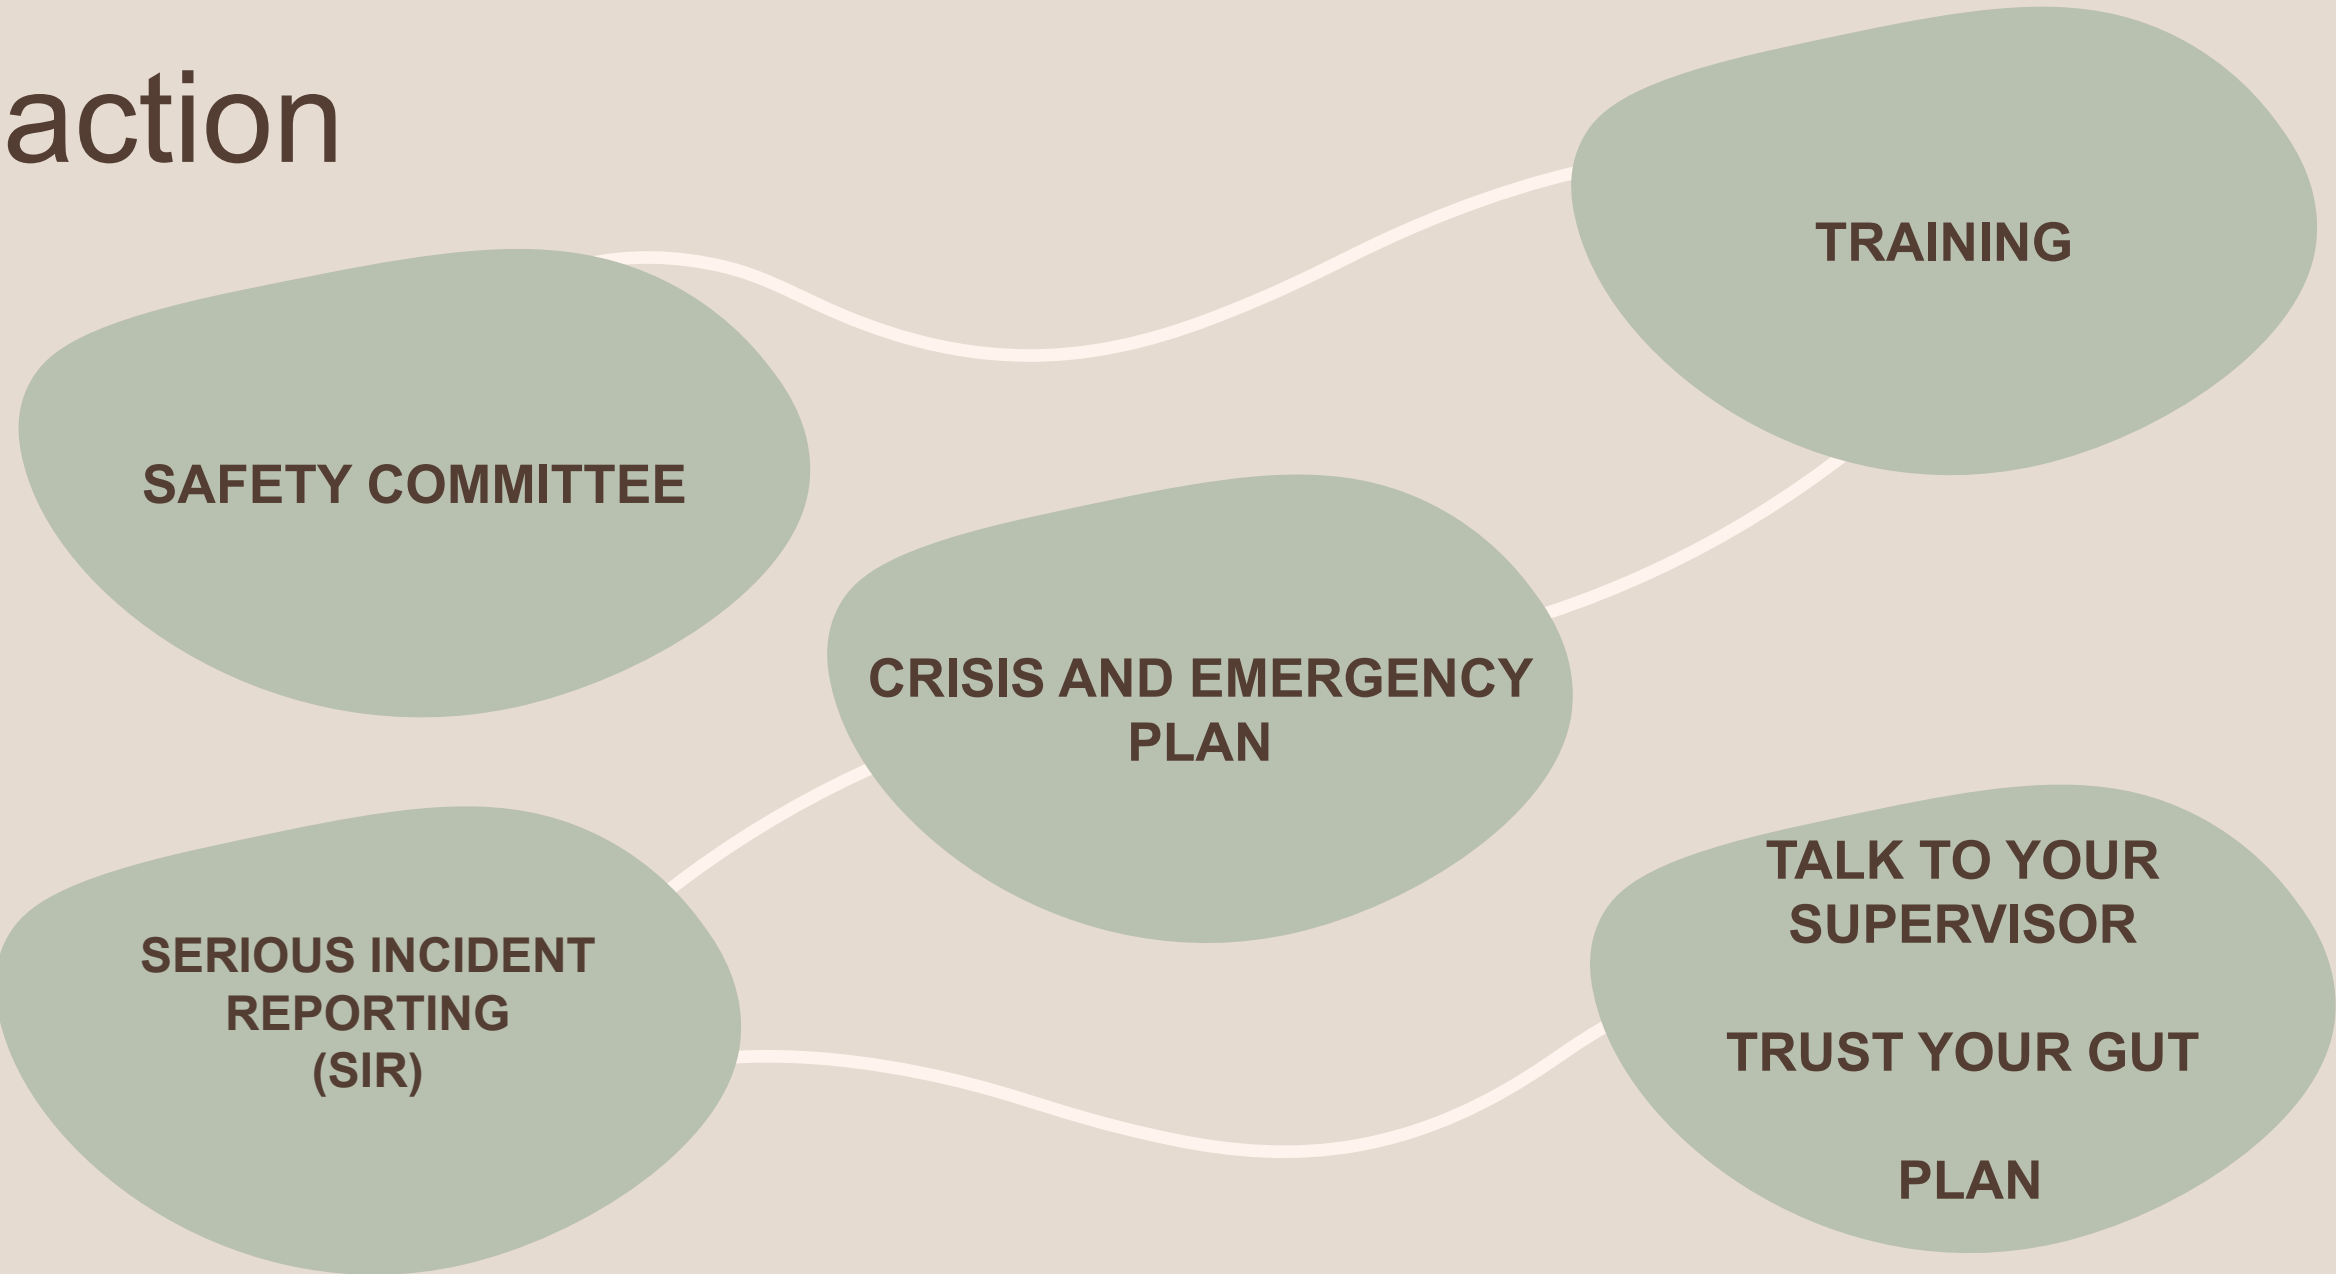 action
TRAINING
SAFETY COMMITTEE
CRISIS AND EMERGENCY
PLAN
SERIOUS INCIDENT
REPORTING
(SIR)
TALK TO YOUR
SUPERVISOR
TRUST YOUR GUT
PLAN